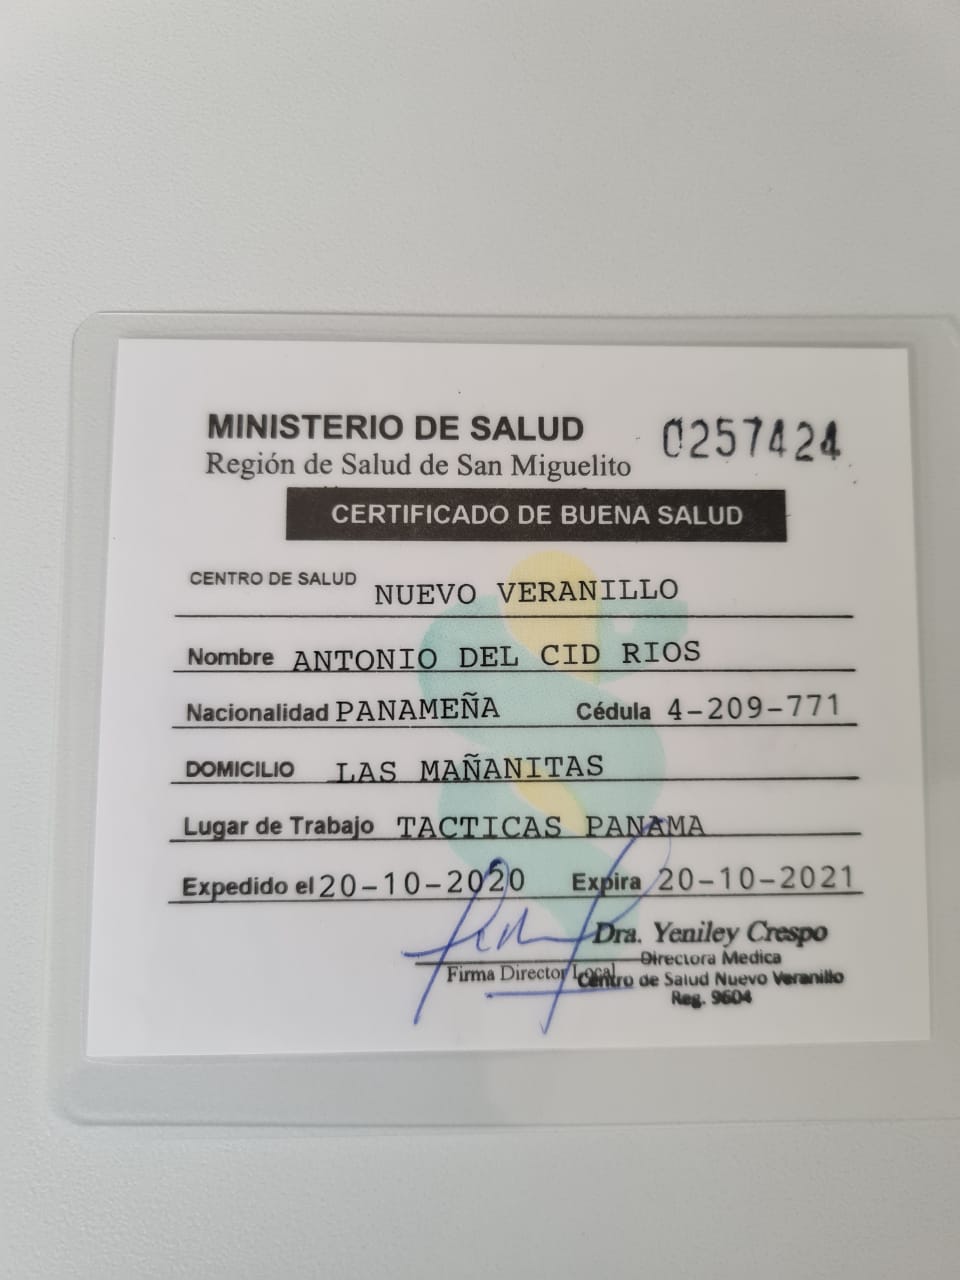 MINISTERIO DE SALUD 0257424
Región de Salud de San Miguelito
CERTIFICADO DE BUENA SALUD
CENTRO DE SALUD NUEVO VERANILLO
Nombre ANTONIO DEL CID RIOS
Nacionalidad PANAMEÑA Cédula 4-209-771
DOMICILIO LAS MAÑANITAS
Lugar de Trabajo TACTICAS PANAMA
Expedido el 20-10-2020 Expira 20-10-2021
Dra. Yeniley Crespo
Directora Medica
Firma Director Local Centro de Salud Nuevo Veranillo
Reg. 9604